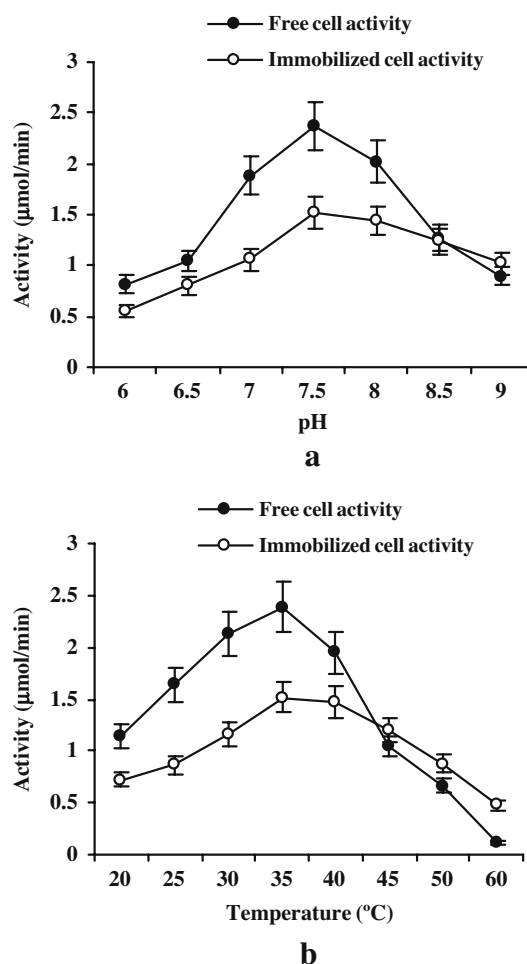 Free cell activity
Immobilized cell activity
3
2.5
2
1.5
1
0.5
0
Activity (µmol/min)
6 6.5 7 7.5 8 8.5 9
pH
a
Free cell activity
Immobilized cell activity
3
2.5
2
1.5
1
0.5
0
Activity (µmol/min)
20 25 30 35 40 45 50 60
Temperature (ºC)
b